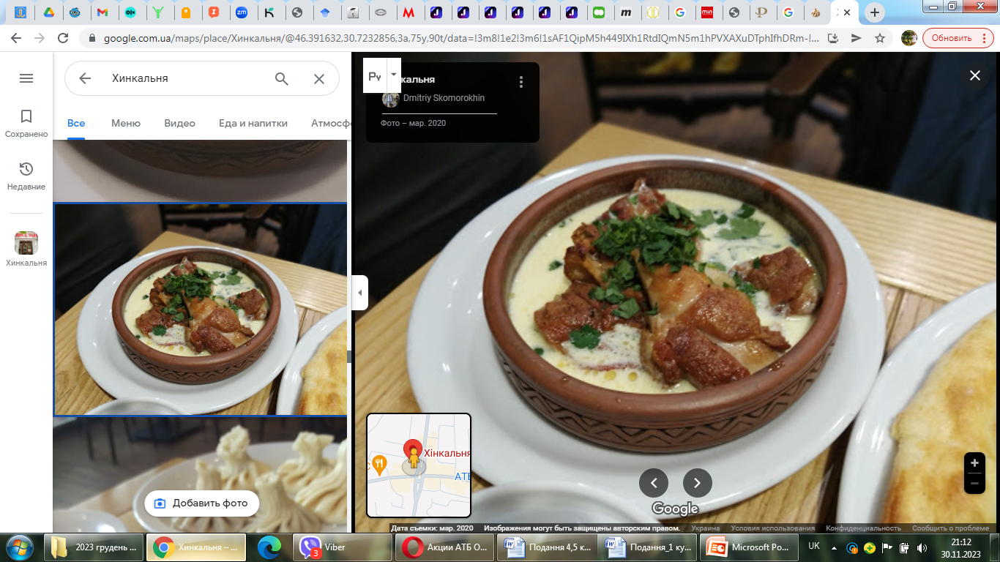 google.com.ua/maps/place/Хинкальня/@46.391632,30.7232856,3a,75y,90t/data=!3m8!1e2!3m6!1sAF1QipM5h449IXh1RtdIQmN5m1hPVXAXuDTphIfhDRm-!...
Обновить
Хинкальня
Все Меню Видео Еда и напитки Атмосф
Сохранено
Недавние
Хинкальня
Ру
кальня
Dmitriy Skomorokhin
Фото – мар. 2020
Хінкальня
АТБ
Добавить фото
Google
Дата съемки: мар. 2020 Изображения могут быть защищены авторским правом. Украина Условия использования Конфиденциальность Сообщить о проблеме
2023 грудень ...
Хинкальня – ...
3
Viber
Акции АТБ О...
Подання 4,5 к...
Подання_1 ку...
Microsoft Po...
UK
21:12
30.11.2023